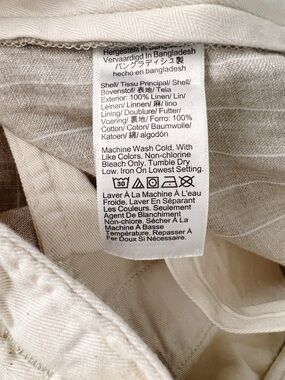 Hergestellt in
Vervaardigd In Bangladesh
バングラディシュ製
hecho en bangladesh
Shell/ Tissu Principal/ Shell/
Bovenstof/ 表地/ Tela
Exterior: 100% Linen/ Lin/
Leinen/ Linnen/ 麻/ lino
Lining/ Doublure/ Futter/
Voering/ 裏地/ Forro: 100%
Cotton/ Coton/ Baumwolle/
Katoen/ 綿/ algodón
Machine Wash Cold, With
Like Colors. Non-chlorine
Bleach Only. Tumble Dry
Low. Iron On Lowest Setting.
30
Laver À La Machine À L'eau
Froide. Laver En Séparant
Les Couleurs. Seulement
Agent De Blanchiment
Non-chlore. Sécher À La
Machine À Basse
Température. Repasser À
Fer Doux Si Nécessaire.